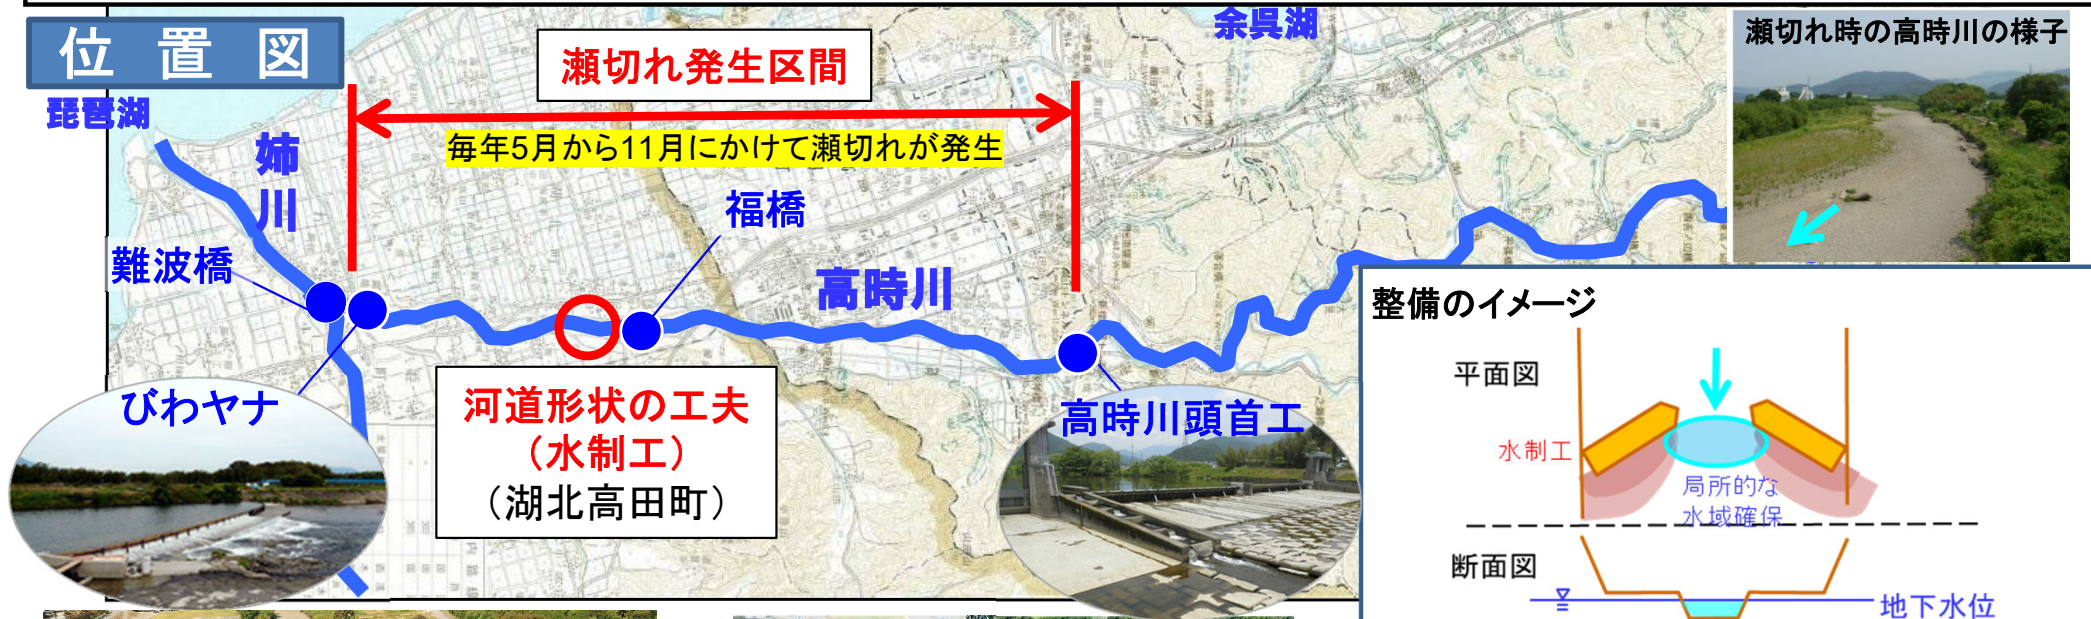 位置図
余呉湖
瀬切れ時の高時川の様子
瀬切れ発生区間
琵琶湖
姉川
毎年5月から11月にかけて瀬切れが発生
福橋
難波橋
高時川
整備のイメージ
平面図
びわヤナ
河道形状の工夫
（水制工）
（湖北高田町）
高時川頭首工
水制工
局所的な
水域確保
断面図
地下水位